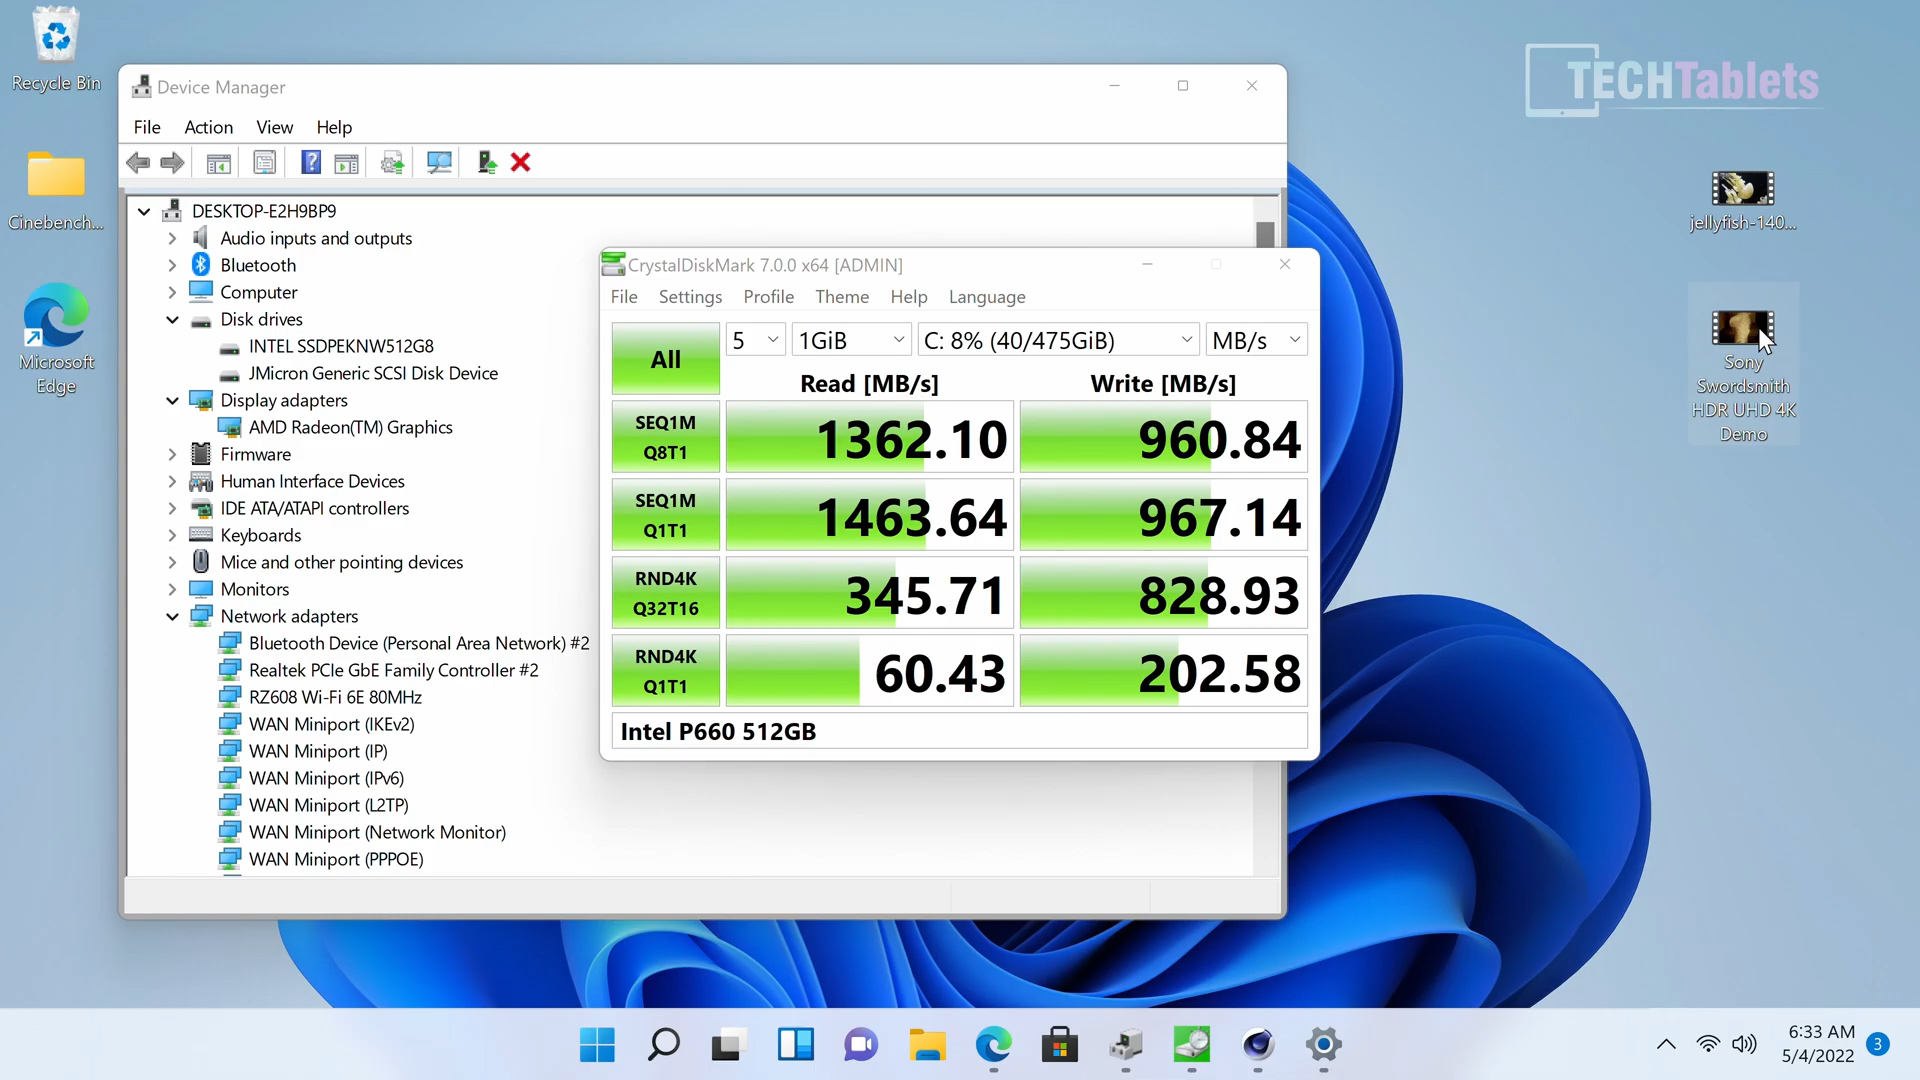 Recycle Bin
Cinebench...
Microsoft
Edge
Device Manager
File Action View Help
DESKTOP-E2H9BP9
Audio inputs and outputs
Bluetooth
Computer
Disk drives
INTEL SSDPEKNW512G8
JMicron Generic SCSI Disk Device
Display adapters
AMD Radeon(TM) Graphics
Firmware
Human Interface Devices
IDE ATA/ATAPI controllers
Keyboards
Mice and other pointing devices
Monitors
Network adapters
Bluetooth Device (Personal Area Network) #2
Realtek PCIe GbE Family Controller #2
RZ608 Wi-Fi 6E 80MHz
WAN Miniport (IKEv2)
WAN Miniport (IP)
WAN Miniport (IPv6)
WAN Miniport (L2TP)
WAN Miniport (Network Monitor)
WAN Miniport (PPPOE)
CrystalDiskMark 7.0.0 x64 [ADMIN]
File Settings Profile Theme Help Language
All 5 1GiB C: 8% (40/475GiB) MB/s
Read [MB/s] Write [MB/s]
SEQ1M
Q8T1
1362.10 960.84
SEQ1M
Q1T1
1463.64 967.14
RND4K
Q32T16
345.71 828.93
RND4K
Q1T1
60.43 202.58
Intel P660 512GB
TECHTablets
jellyfish-140...
Sony
Swordsmith
HDR UHD 4K
Demo
6:33 AM
5/4/2022
3